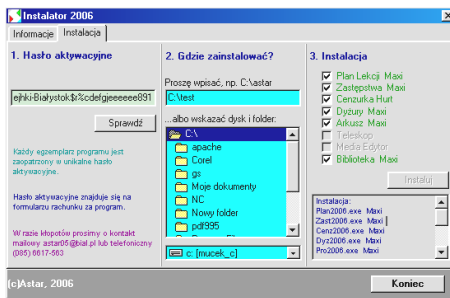 Instalator 2006
Informacje
Instalacja
1. Hasło aktywacyjne
ejhki-Białystok$ı%cdefgjeeeeee891
Sprawdź
Każdy egzemplarz programu jest
zaopatrzony w unikalne hasło
aktywacyjne.
Hasło aktywacyjne znajduje się na
formularzu rachunku za program.
W razie kłopotów prosimy o kontakt
mailowy astar05@bial.pl lub telefoniczny
(085) 6617-563
2. Gdzie zainstalować?
Proszę wpisać, np. C:\astar
C:\test
...albo wskazać dysk i folder:
C:\
apache
Corel
gs
Moje dokumenty
NC
Nowy folder
pdf995
c: [mucek_c]
3. Instalacja
Plan Lekcji Maxi
Zastępstwa Maxi
Cenzurka Hurt
Dyżury Maxi
Arkusz Maxi
Teleskop
Media Edytor
Biblioteka Maxi
Instaluj
Instalacja:
Plan2006.exe Maxi
Zast2006.exe Maxi
Cenz2006.exe Maxi
Dyz2006.exe Maxi
Pro2006.exe Maxi
(c)Astar, 2006
Koniec